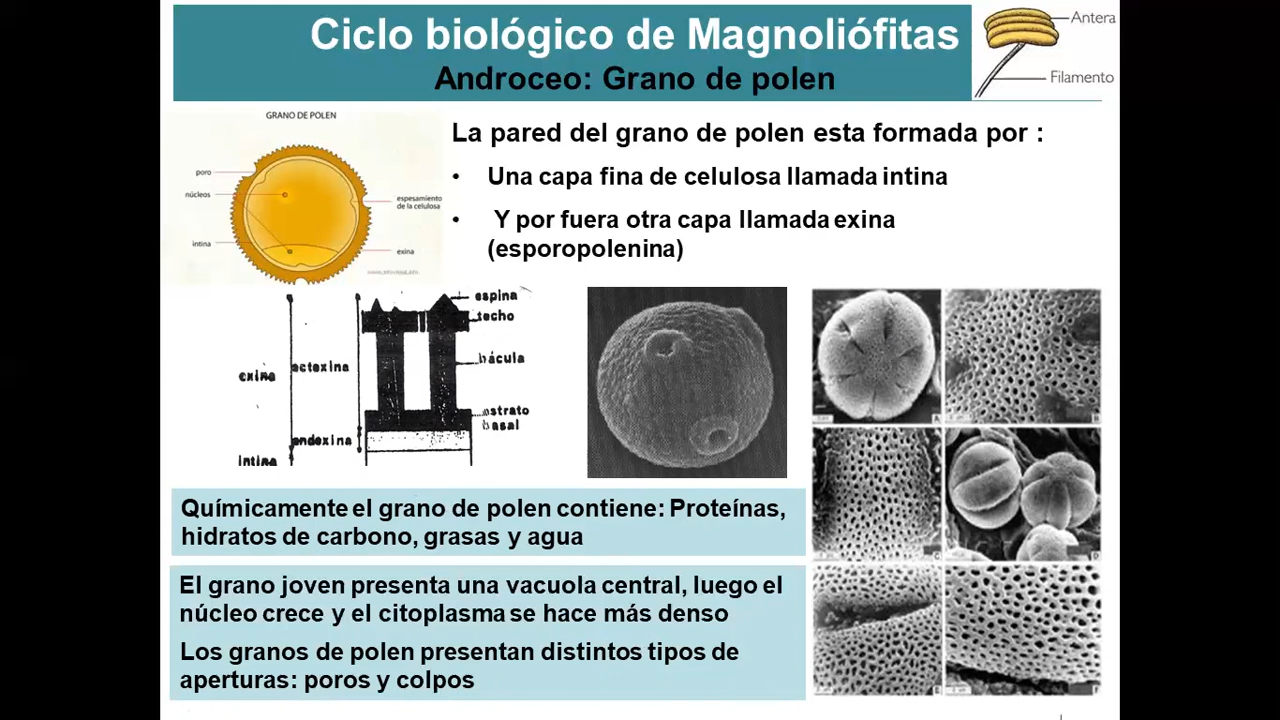 Ciclo biológico de Magnoliófitas
Androceo: Grano de polen
Antera
Filamento
GRANO DE POLEN
poro
núcleos
espesamiento
de la celulosa
intina
exina
La pared del grano de polen esta formada por :
• Una capa fina de celulosa llamada intina
• Y por fuera otra capa llamada exina
(esporopolenina)
espina
techo
bácula
ectexina
exina
estrato
basal
endexina
intina
A
B
C
D
E
F
Químicamente el grano de polen contiene: Proteínas,
hidratos de carbono, grasas y agua
El grano joven presenta una vacuola central, luego el
núcleo crece y el citoplasma se hace más denso
Los granos de polen presentan distintos tipos de
aperturas: poros y colpos